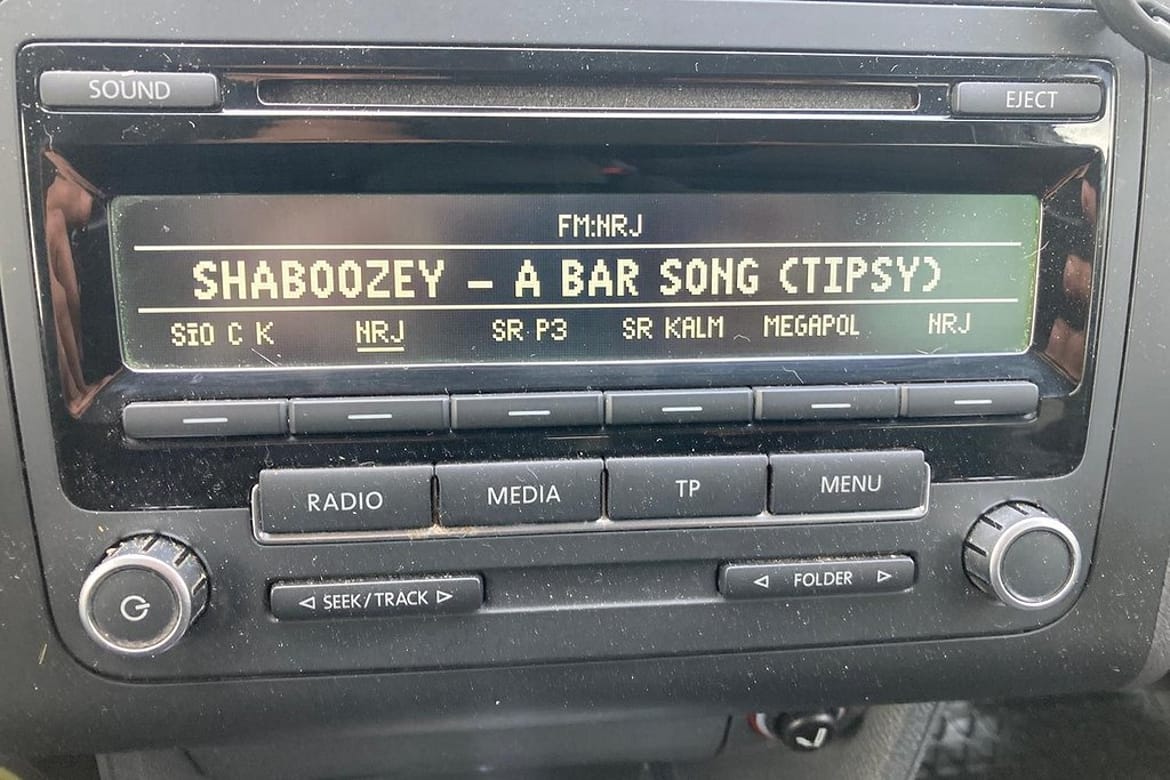 SOUND
EJECT
FM:NRJ
SHABOOZEY – A BAR SONG (TIPSY)
SĪO C K NRJ SR P3 SR KALM MEGAPOL NRJ
RADIO MEDIA TP MENU
◁ SEEK/TRACK ▷
◁ FOLDER ▷